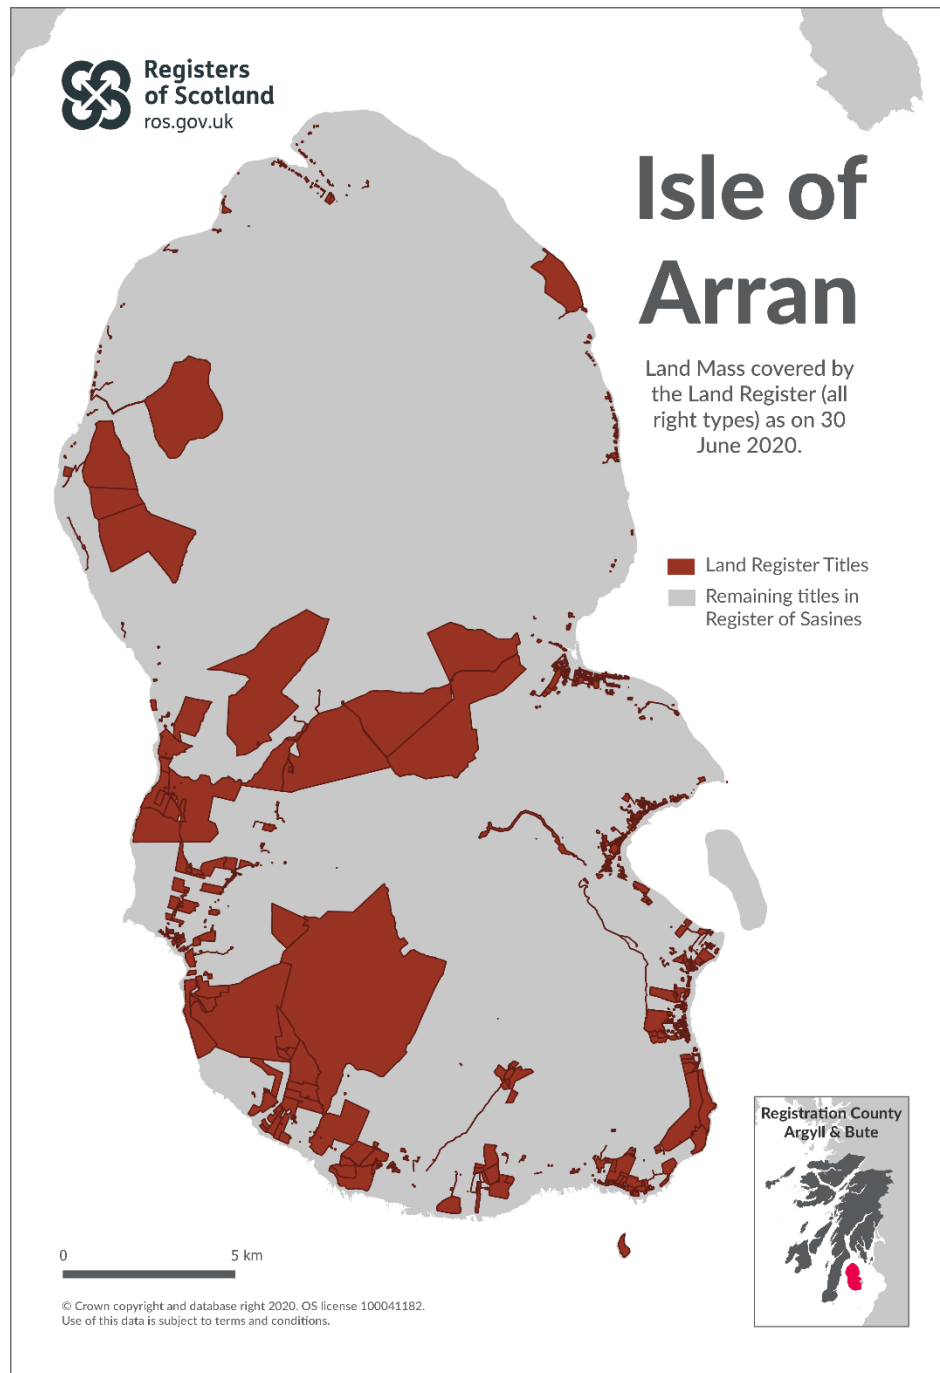 Registers
of Scotland
ros.gov.uk
Isle of
Arran
Land Mass covered by
the Land Register (all
right types) as on 30
June 2020.
Land Register Titles
Remaining titles in
Register of Sasines
Registration County
Argyll & Bute
0 5 km
© Crown copyright and database right 2020. OS license 100041182.
Use of this data is subject to terms and conditions.